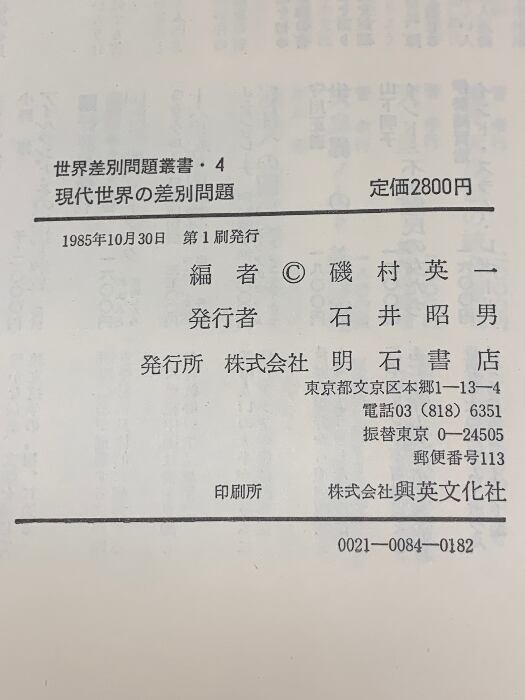 世界差別問題叢書・4
現代世界の差別問題 定価2800円
1985年10月30日 第1刷発行
編者 © 磯村英一
発行者 石井昭男
発行所 株式会社 明石書店
東京都文京区本郷1―13―4
電話03（818）6351
振替東京 0―24505
郵便番号113
印刷所 株式会社興英文化社
0021―0084―0182